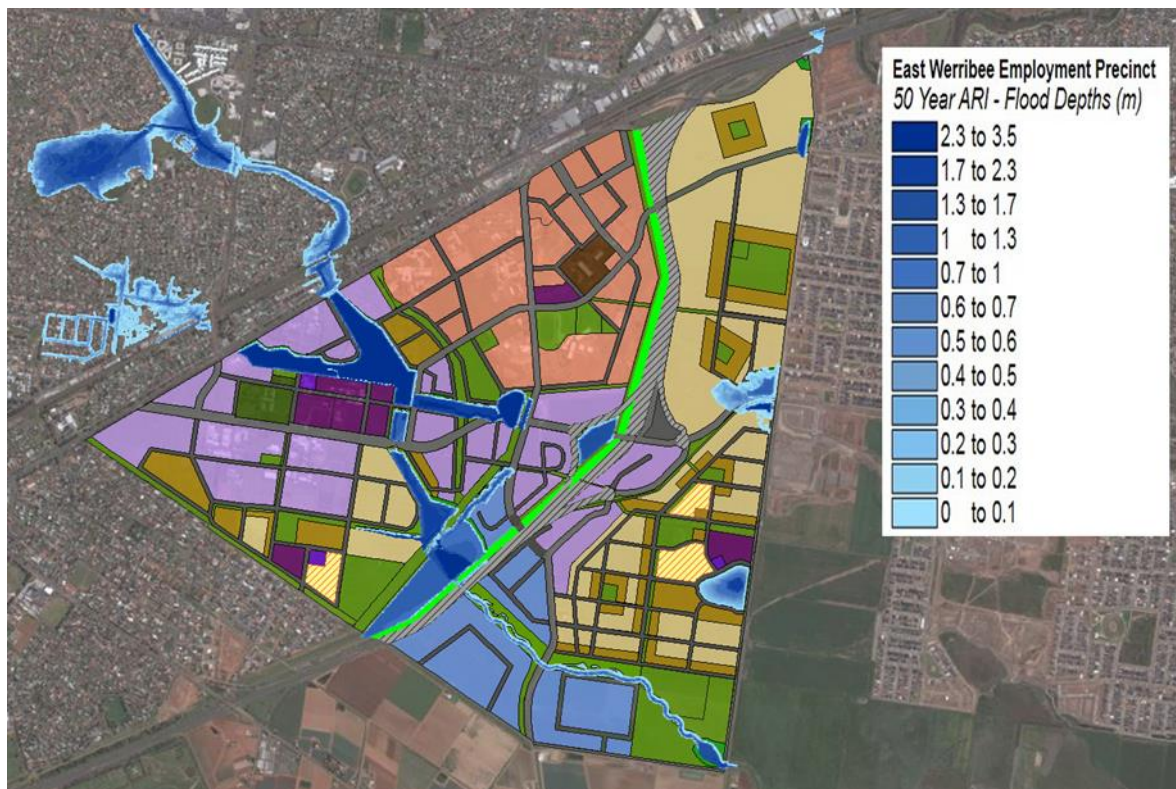 East Werribee Employment Precinct
50 Year ARI - Flood Depths (m)
2.3 to 3.5
1.7 to 2.3
1.3 to 1.7
1 to 1.3
0.7 to 1
0.6 to 0.7
0.5 to 0.6
0.4 to 0.5
0.3 to 0.4
0.2 to 0.3
0.1 to 0.2
0 to 0.1